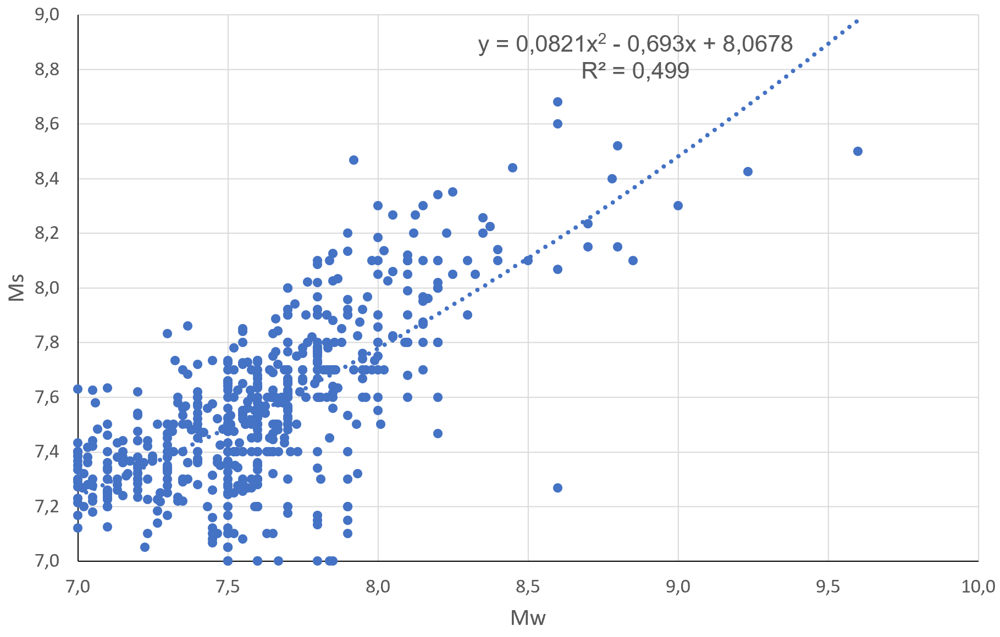 9,0
y = 0,0821x² - 0,693x + 8,0678
8,8
R² = 0,499
8,6
8,4
8,2
Ms
8,0
7,8
7,6
7,4
7,2
7,0
7,0 7,5 8,0 8,5 9,0 9,5 10,0
Mw